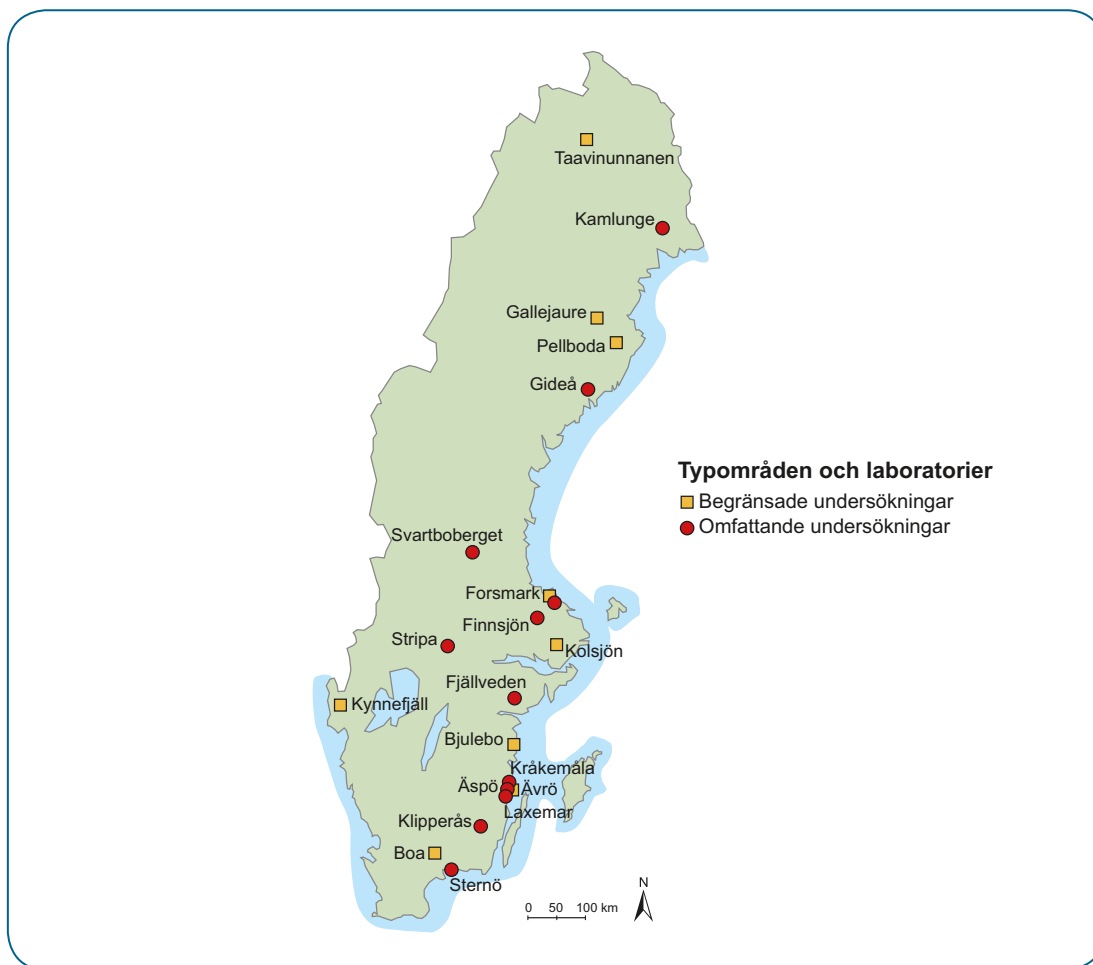 Taavinunnanen
Kamlunge
Gallejaure
Pellboda
Gideå
Typområden och laboratorier
Begränsade undersökningar
Omfattande undersökningar
Svartboberget
Forsmark
Finnsjön
Stripa
Kolsjön
Fjällveden
Kynnefjäll
Bjulebo
Kråkemåla
Äspö
Ävrö
Laxemar
Klipperås
Boa
Sternö
N
0 50 100 km